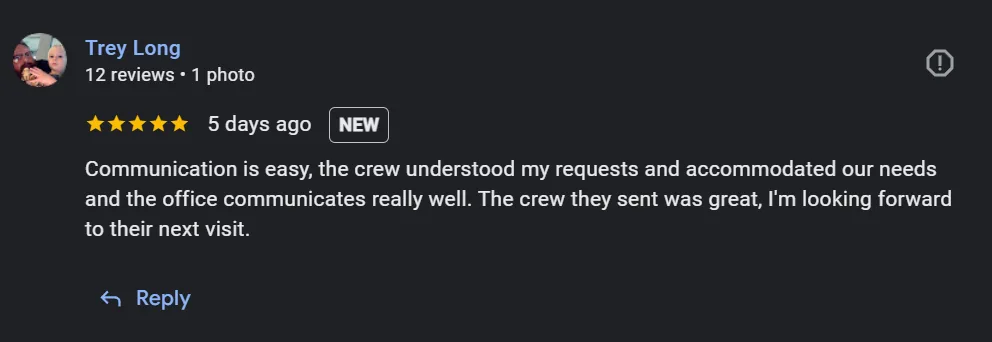 Trey Long
12 reviews • 1 photo
5 days ago NEW
Communication is easy, the crew understood my requests and accommodated our needs
and the office communicates really well. The crew they sent was great, I'm looking forward
to their next visit.
Reply